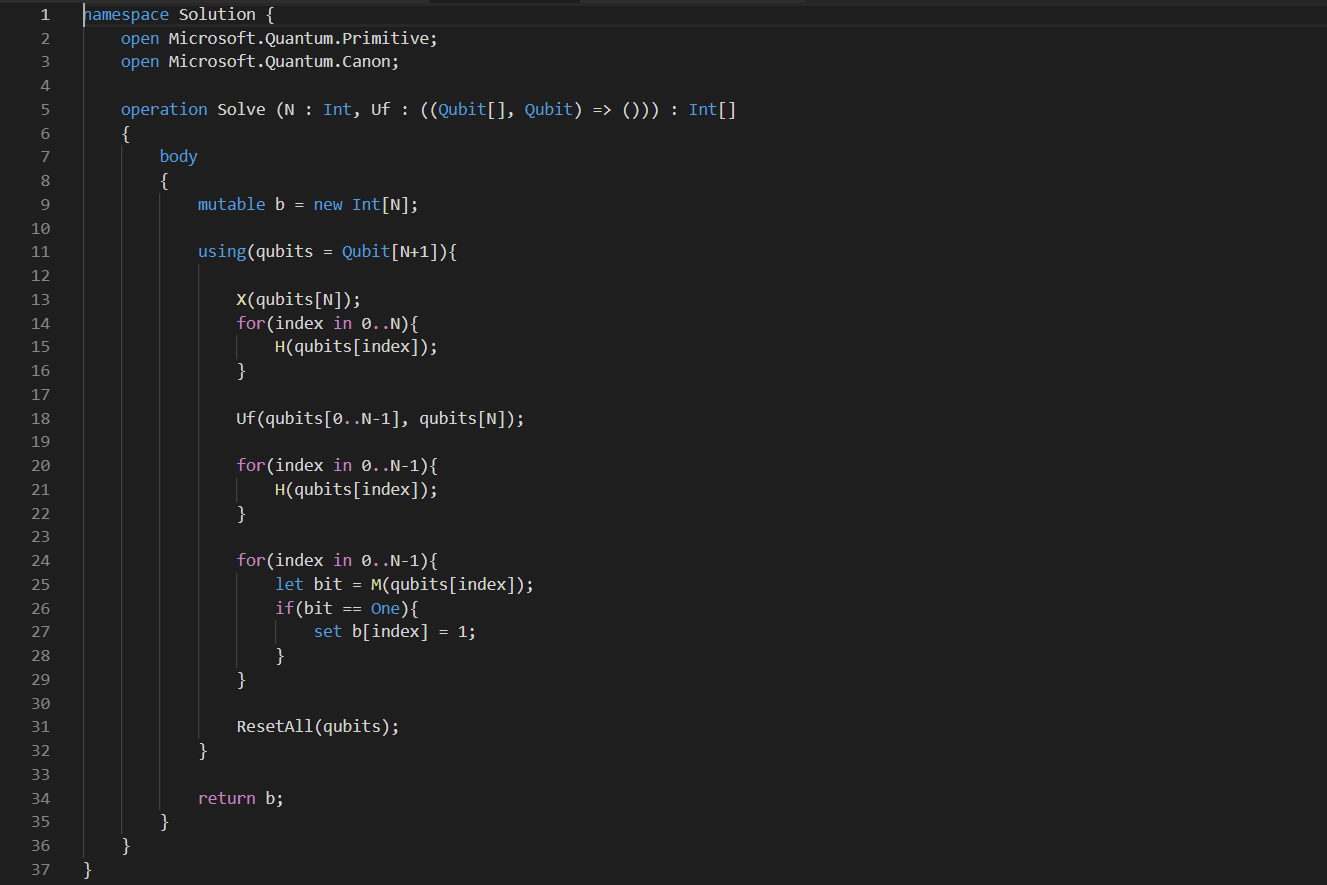 1 namespace Solution {
2     open Microsoft.Quantum.Primitive;
3     open Microsoft.Quantum.Canon;
4
5     operation Solve (N : Int, Uf : ((Qubit[], Qubit) => ())) : Int[]
6     {
7         body
8         {
9             mutable b = new Int[N];
10
11             using(qubits = Qubit[N+1]){
12
13                 X(qubits[N]);
14                 for(index in 0..N){
15                     H(qubits[index]);
16                 }
17
18                 Uf(qubits[0..N-1], qubits[N]);
19
20                 for(index in 0..N-1){
21                     H(qubits[index]);
22                 }
23
24                 for(index in 0..N-1){
25                     let bit = M(qubits[index]);
26                     if(bit == One){
27                         set b[index] = 1;
28                     }
29                 }
30
31                 ResetAll(qubits);
32             }
33
34             return b;
35         }
36     }
37 }